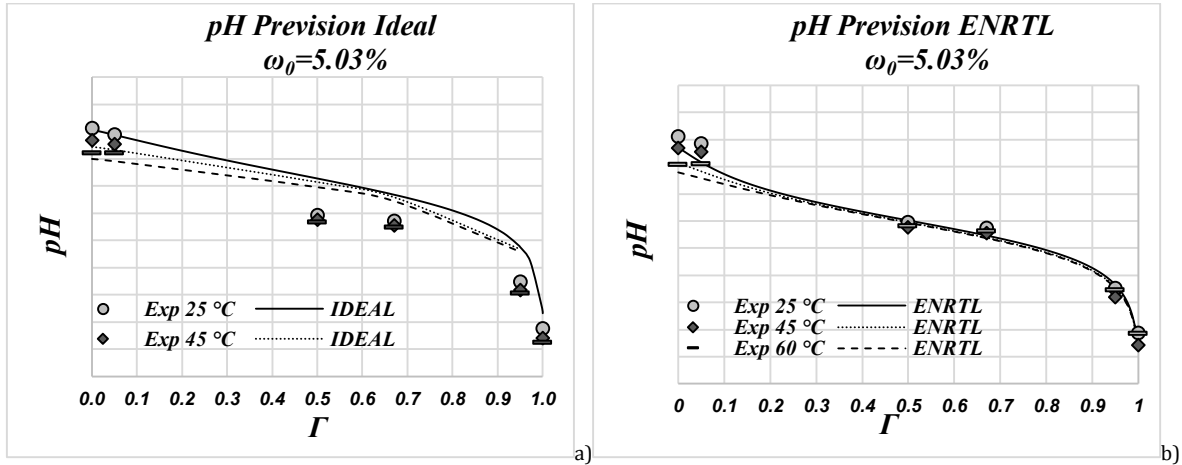 pH Prevision Ideal
ω₀=5.03%
pH
Exp 25 °C IDEAL
Exp 45 °C IDEAL
0.0 0.1 0.2 0.3 0.4 0.5 0.6 0.7 0.8 0.9 1.0
Γ
a)
pH Prevision ENRTL
ω₀=5.03%
pH
Exp 25 °C ENRTL
Exp 45 °C ENRTL
Exp 60 °C ENRTL
0 0.1 0.2 0.3 0.4 0.5 0.6 0.7 0.8 0.9 1
Γ
b)